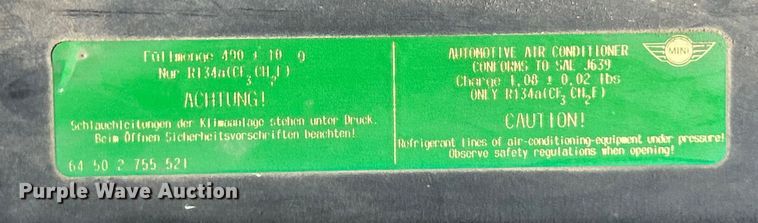 Füllmenge 490 ± 10 g
Nur R134a(CF3CH2F)
ACHTUNG!
Schlauchleitungen der Klimaanlage stehen unter Druck.
Beim Öffnen Sicherheitsvorschriften beachten!
64 50 2 755 521
AUTOMOTIVE AIR CONDITIONER
CONFORMS TO SAE J639
Charge 1,08 ± 0.02 lbs
ONLY R134a(CF3CH2F)
CAUTION!
Refrigerant lines of air-conditioning-equipment under pressure!
Observe safety regulations when opening!
MINI
Purple Wave Auction